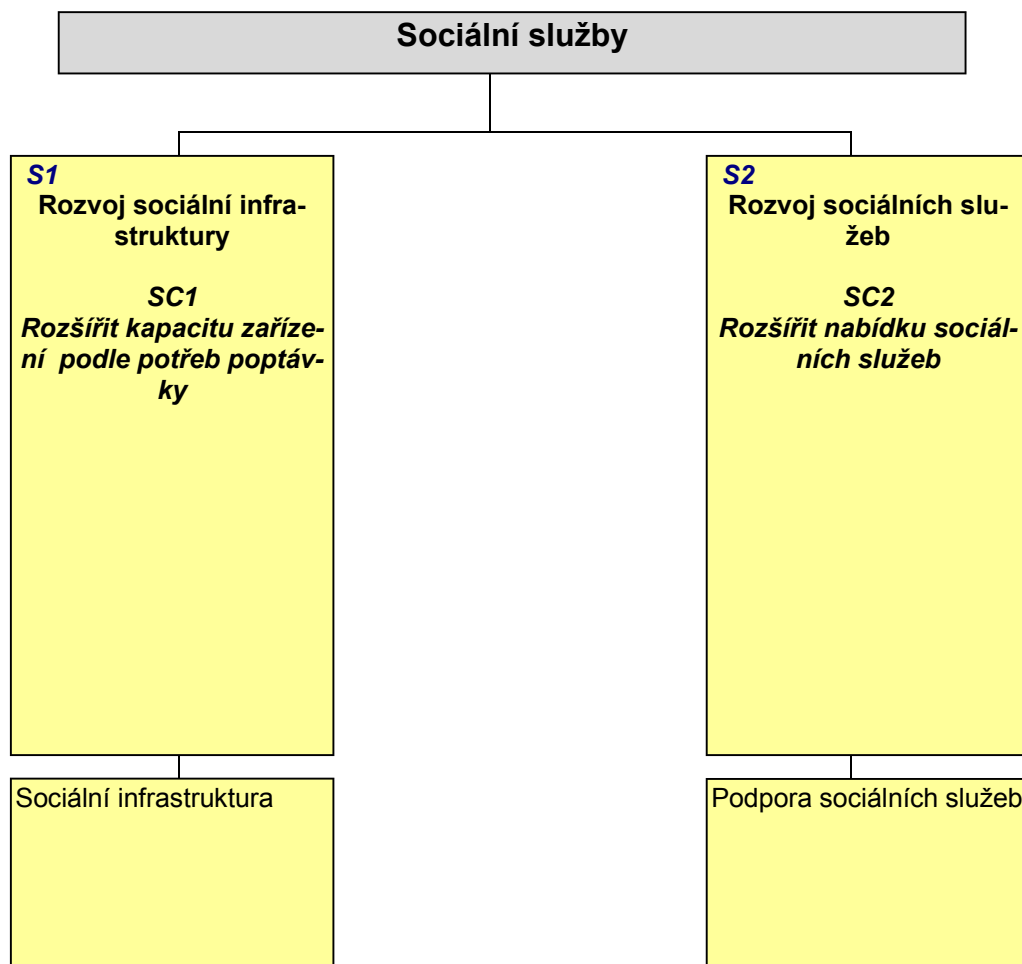 Sociální služby
S1
Rozvoj sociální infra-
struktury
SC1
Rozšířit kapacitu zaříze-
ní  podle potřeb poptáv-
ky
S2
Rozvoj sociálních slu-
žeb
SC2
Rozšířit nabídku sociál-
ních služeb
Sociální infrastruktura
Podpora sociálních služeb